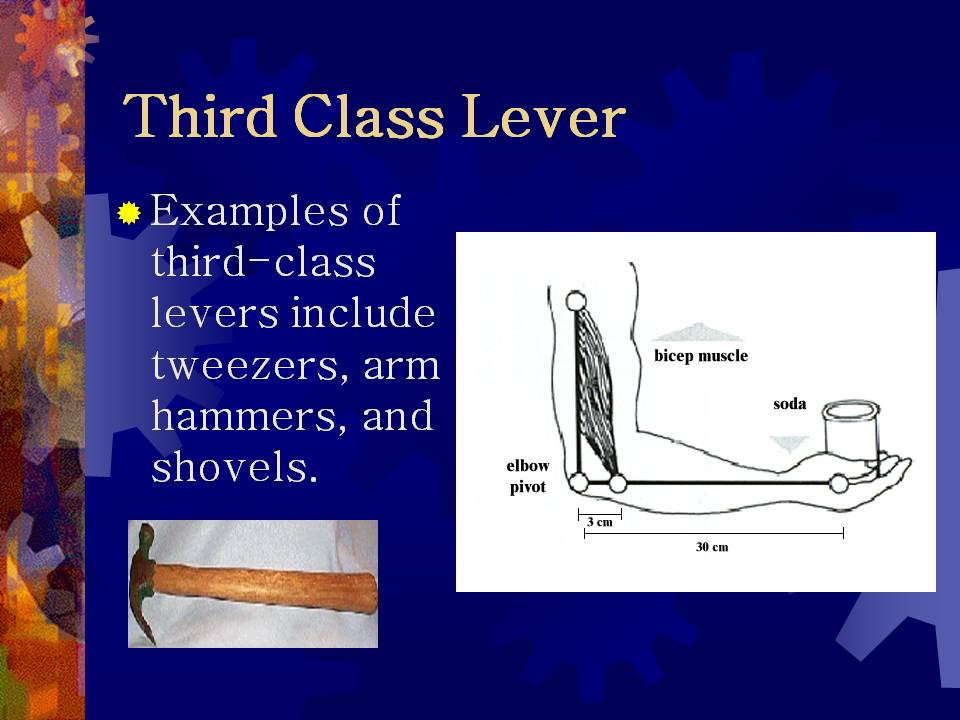 Third Class Lever
Examples of
third-class
levers include
tweezers, arm
hammers, and
shovels.
bicep muscle
soda
elbow
pivot
3 cm
30 cm